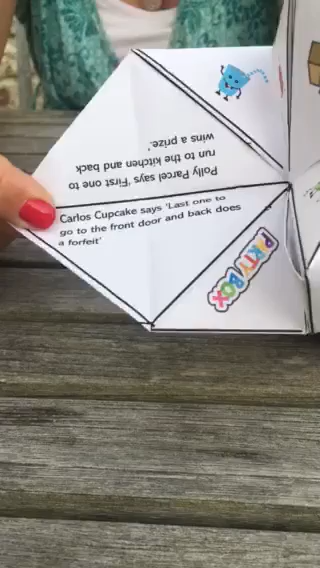 Polly Parcel says 'First one to
run to the kitchen and back
wins a prize.'
Carlos Cupcake says 'Last one to
go to the front door and back does
a forfeit'
PARTY BOX